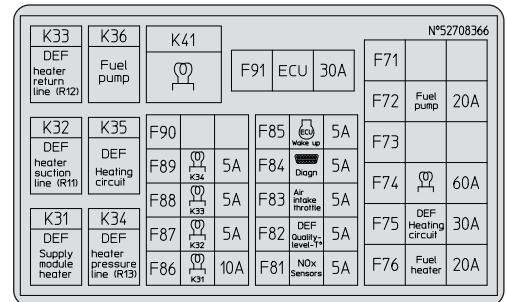 N°52708366
K33
DEF
heater
return
line (R12)
K36
Fuel
pump
K41
F91 ECU 30A
F71
F72 Fuel
pump 20A
F73
F74 60A
F75 DEF
Heating
circuit 30A
F76 Fuel
heater 20A
K32
DEF
heater
suction
line (R11)
K35
DEF
Heating
circuit
K31
DEF
Supply
module
heater
K34
DEF
heater
pressure
line (R13)
F90
F89 K34 5A
F88 K33 5A
F87 K32 5A
F86 K31 10A
F85 ECU
Wake up 5A
F84 Diagn 5A
F83 Air
intake
throttle 5A
F82 DEF
Quality-
level-T° 5A
F81 NOx
Sensors 5A